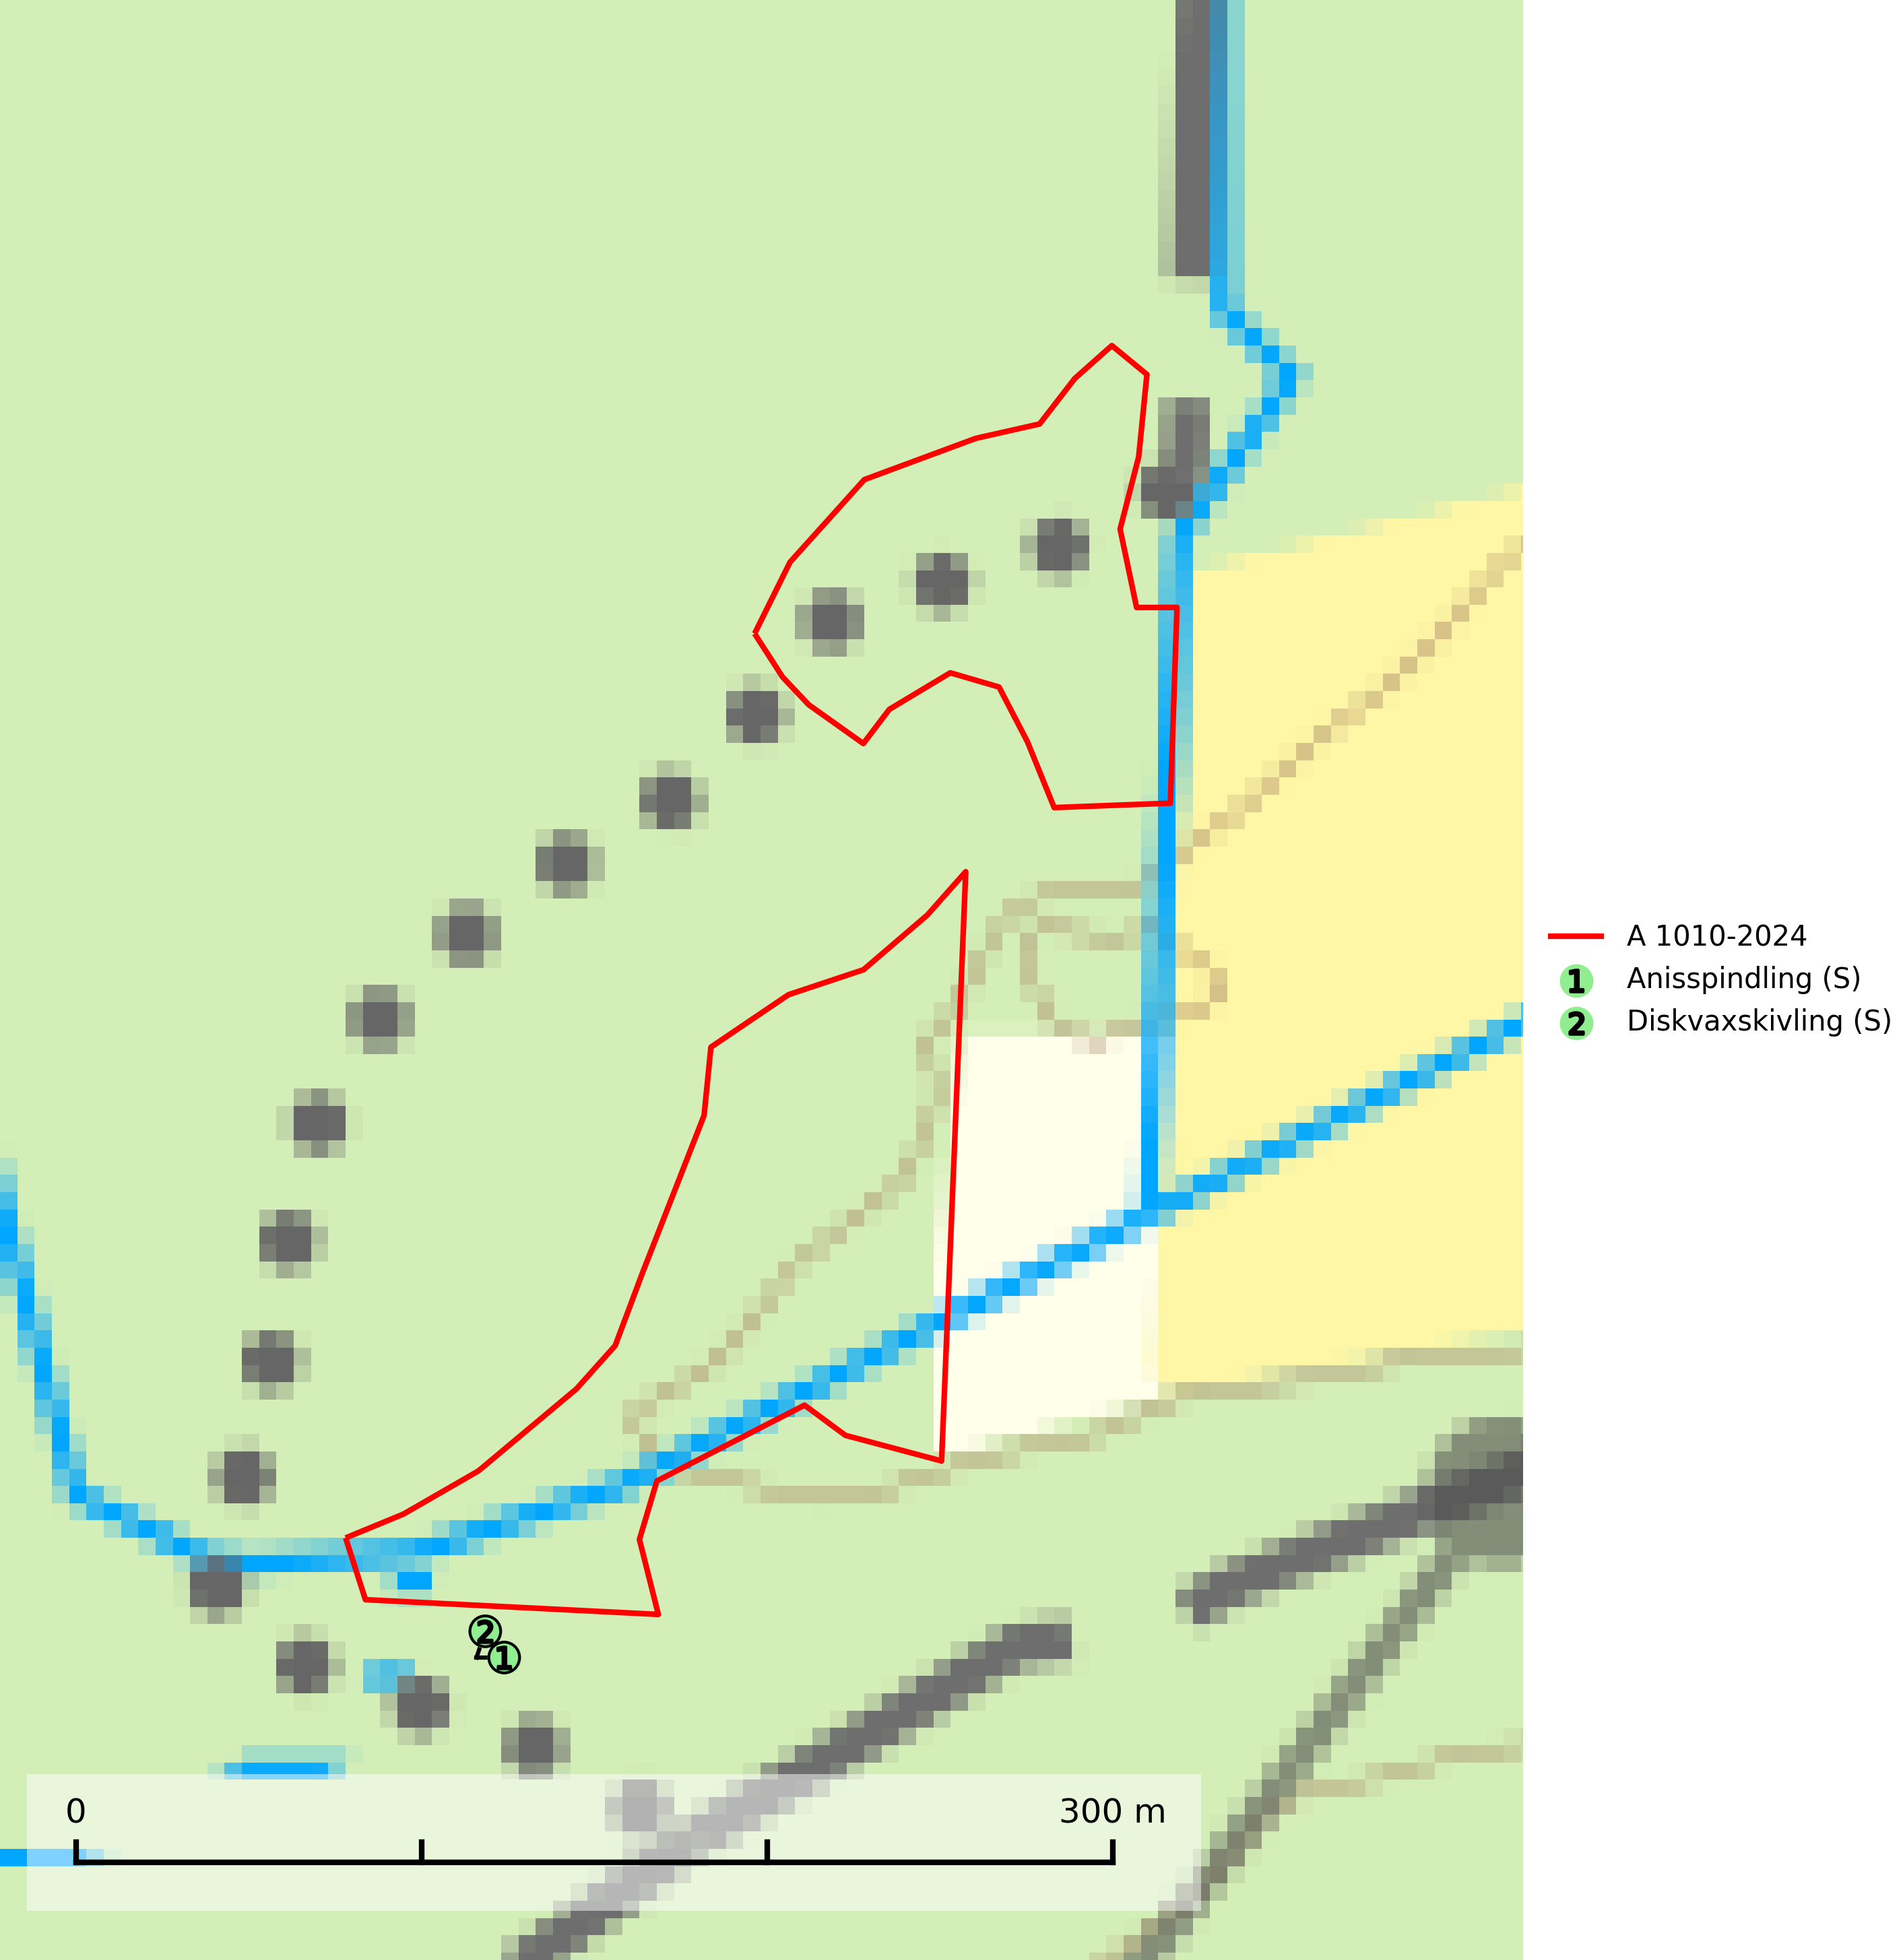 A 1010-2024
1 Anisspindling (S)
2 Diskvaxskivling (S)
2
1
0 300 m